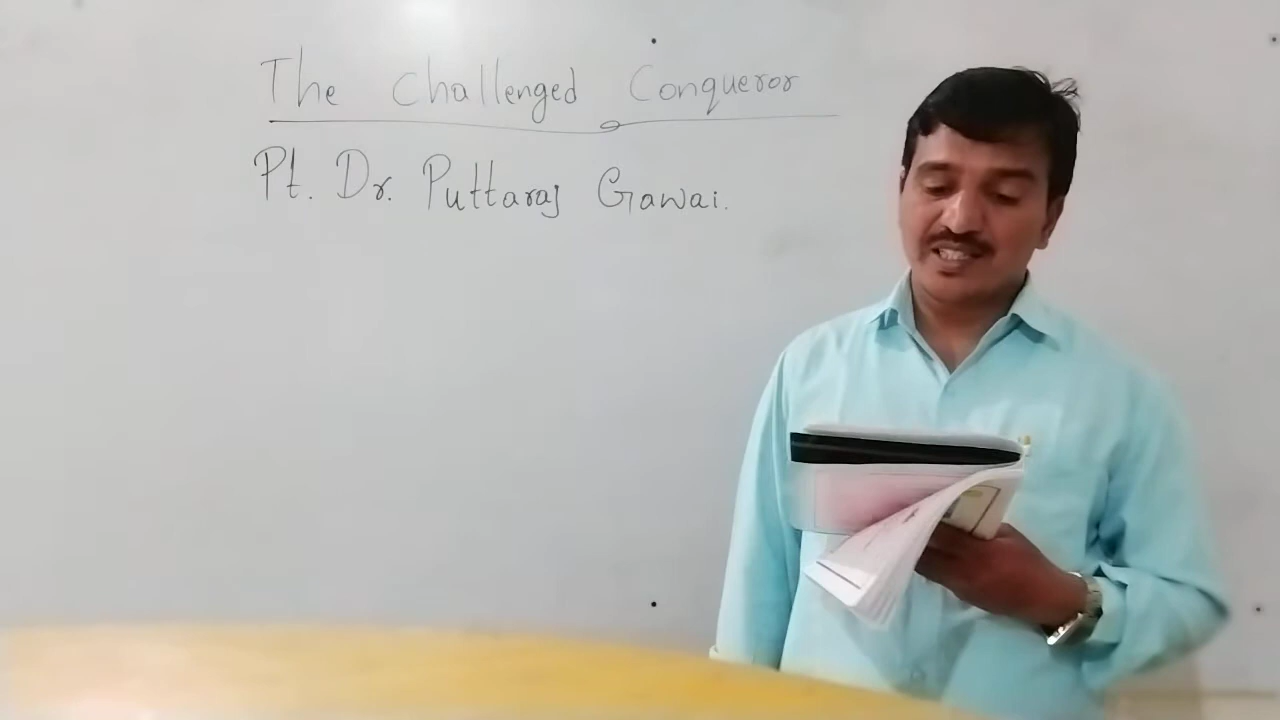 The challenged Conqueror
Pt. Dr. Puttaraj Gawai.